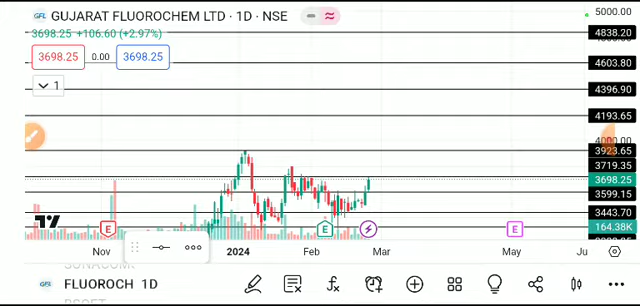 GFL GUJARAT FLUOROCHEM LTD · 1D · NSE
3698.25 +106.60 (+2.97%)
3698.25 0.00 3698.25
1
5000.00
4838.20
4603.80
4396.90
4193.65
4000.00
3923.65
3719.35
3698.25
3599.15
3443.70
164.38K
E E E
Nov 2024 Feb Mar May Ju
GFL FLUOROCH 1D